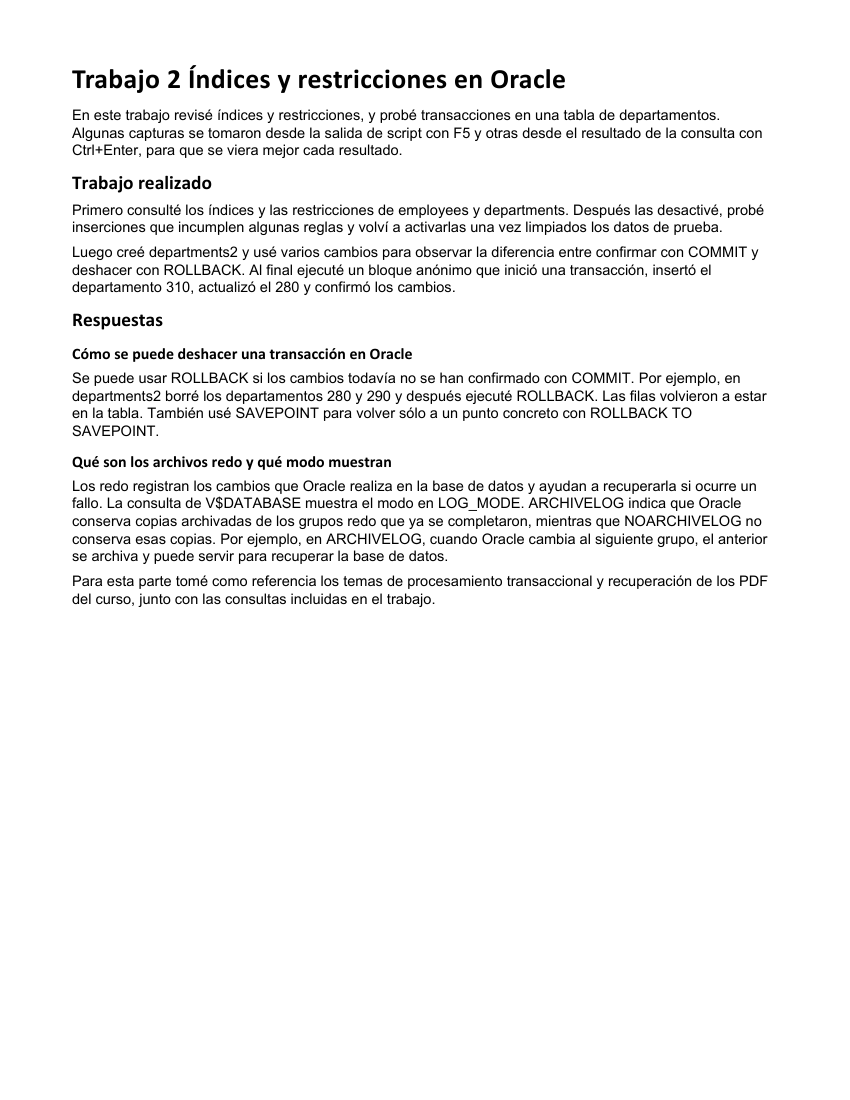 Trabajo 2 Índices y restricciones en Oracle
En este trabajo revisé índices y restricciones, y probé transacciones en una tabla de departamentos.
Algunas capturas se tomaron desde la salida de script con F5 y otras desde el resultado de la consulta con
Ctrl+Enter, para que se viera mejor cada resultado.
Trabajo realizado
Primero consulté los índices y las restricciones de employees y departments. Después las desactivé, probé
inserciones que incumplen algunas reglas y volví a activarlas una vez limpiados los datos de prueba.
Luego creé departments2 y usé varios cambios para observar la diferencia entre confirmar con COMMIT y
deshacer con ROLLBACK. Al final ejecuté un bloque anónimo que inició una transacción, insertó el
departamento 310, actualizó el 280 y confirmó los cambios.
Respuestas
Cómo se puede deshacer una transacción en Oracle
Se puede usar ROLLBACK si los cambios todavía no se han confirmado con COMMIT. Por ejemplo, en
departments2 borré los departamentos 280 y 290 y después ejecuté ROLLBACK. Las filas volvieron a estar
en la tabla. También usé SAVEPOINT para volver sólo a un punto concreto con ROLLBACK TO
SAVEPOINT.
Qué son los archivos redo y qué modo muestran
Los redo registran los cambios que Oracle realiza en la base de datos y ayudan a recuperarla si ocurre un
fallo. La consulta de V$DATABASE muestra el modo en LOG_MODE. ARCHIVELOG indica que Oracle
conserva copias archivadas de los grupos redo que ya se completaron, mientras que NOARCHIVELOG no
conserva esas copias. Por ejemplo, en ARCHIVELOG, cuando Oracle cambia al siguiente grupo, el anterior
se archiva y puede servir para recuperar la base de datos.
Para esta parte tomé como referencia los temas de procesamiento transaccional y recuperación de los PDF
del curso, junto con las consultas incluidas en el trabajo.